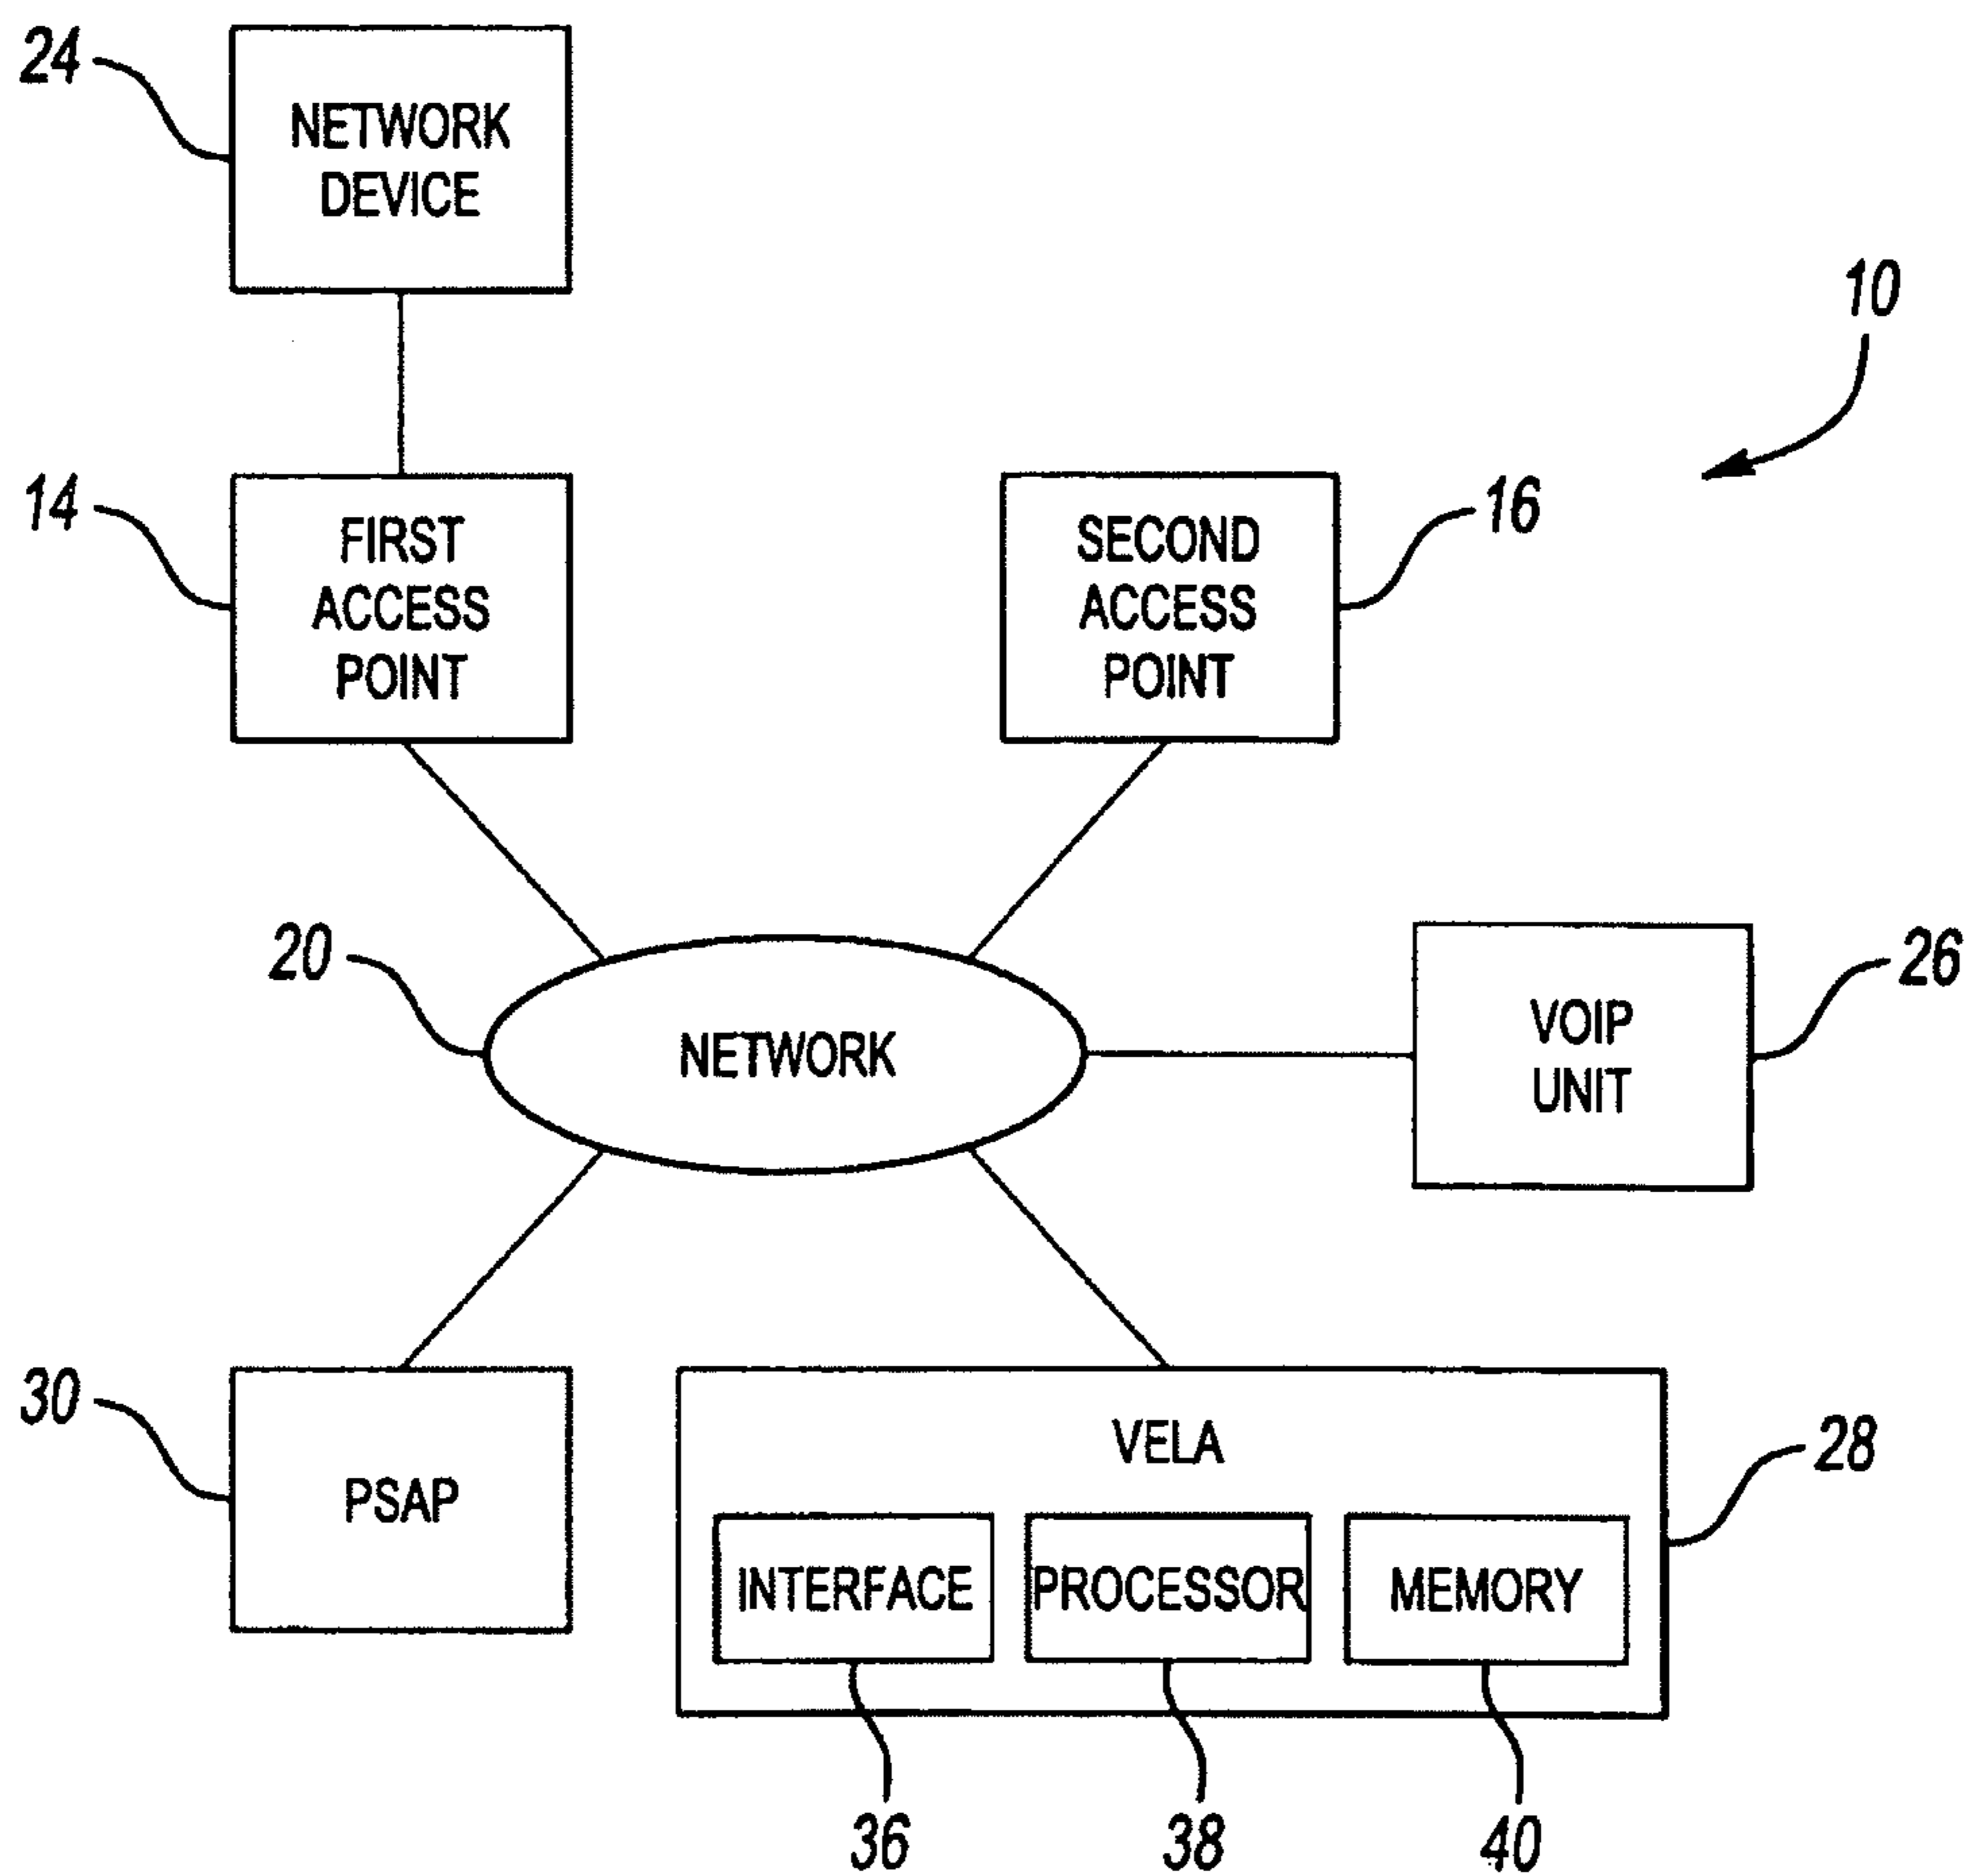 24
NETWORK
DEVICE
10
14
FIRST
ACCESS
POINT
SECOND
ACCESS
POINT
16
20
NETWORK
VOIP
UNIT
26
30
PSAP
VELA
28
INTERFACE
PROCESSOR
MEMORY
36
38
40